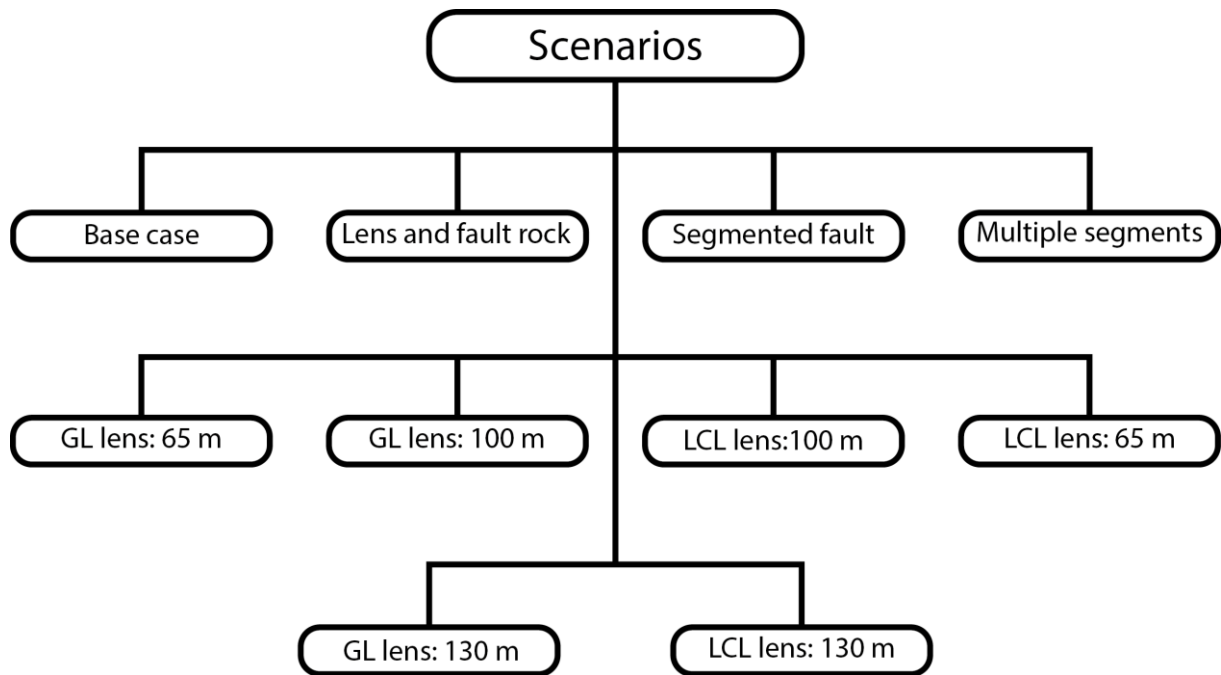 Scenarios
Base case
Lens and fault rock
Segmented fault
Multiple segments
GL lens: 65 m
GL lens: 100 m
LCL lens:100 m
LCL lens: 65 m
GL lens: 130 m
LCL lens: 130 m